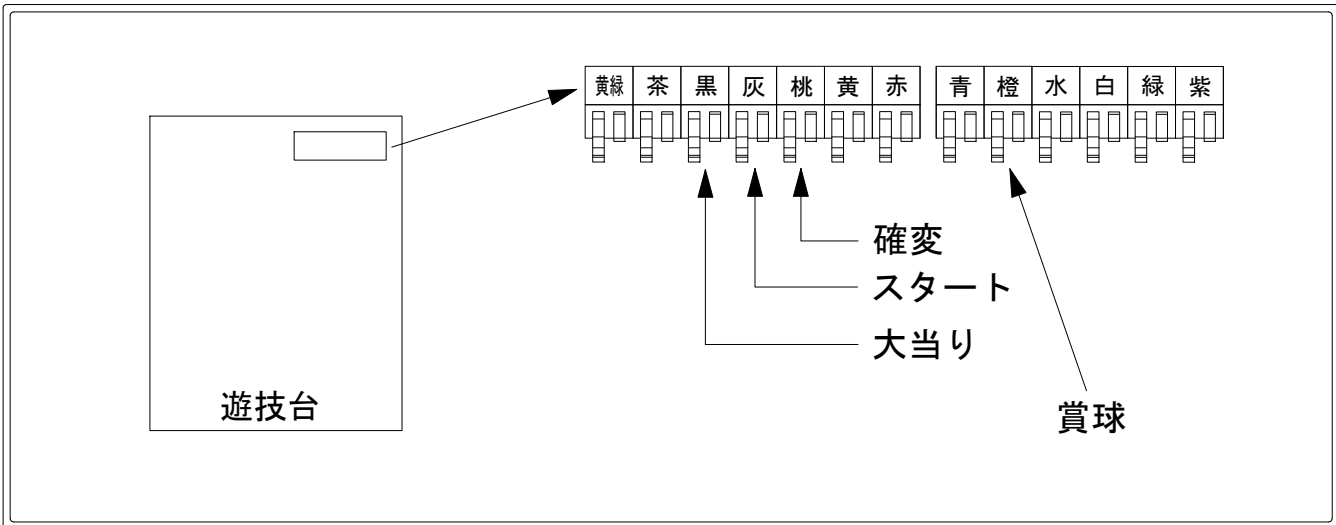 黄緑 茶 黒 灰 桃 黄 赤 青 橙 水 白 緑 紫
確変
スタート
大当り
遊技台
賞球